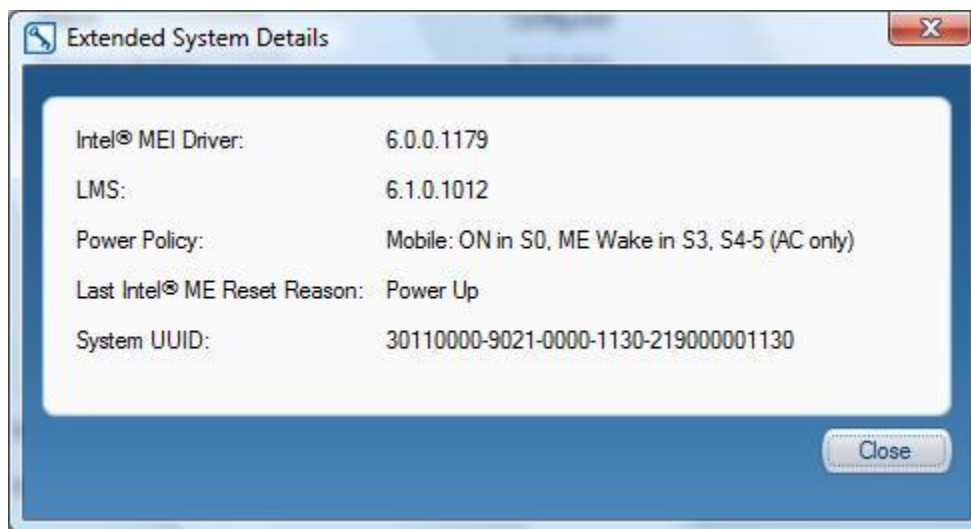 Extended System Details
Intel® MEI Driver: 6.0.0.1179
LMS: 6.1.0.1012
Power Policy: Mobile: ON in S0, ME Wake in S3, S4-5 (AC only)
Last Intel® ME Reset Reason: Power Up
System UUID: 30110000-9021-0000-1130-219000001130
Close